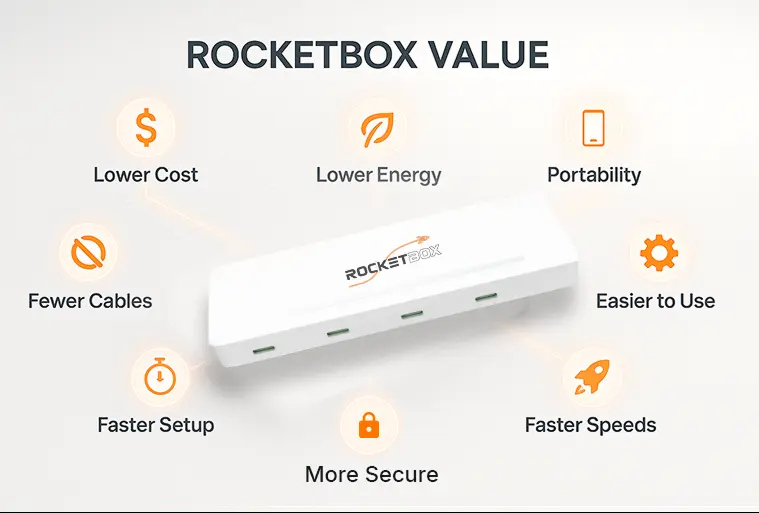 ROCKETBOX VALUE
Lower Cost
Lower Energy
Portability
ROCKETBOX
Fewer Cables
Easier to Use
Faster Setup
Faster Speeds
More Secure